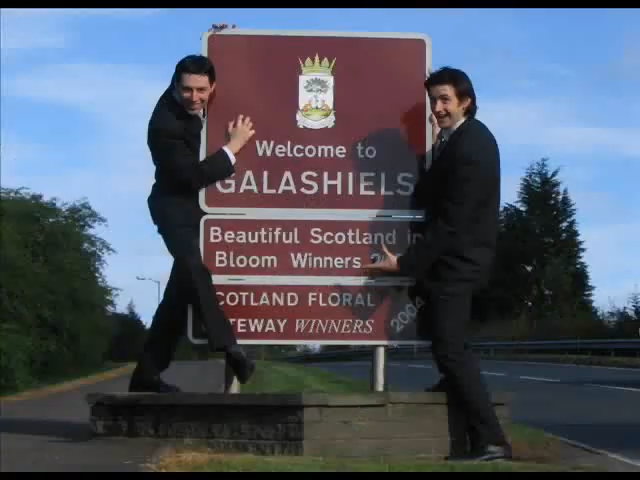 Welcome to
GALASHIELS
Beautiful Scotland in
Bloom Winners
COTLAND FLORAL
TEWAY WINNERS 2004